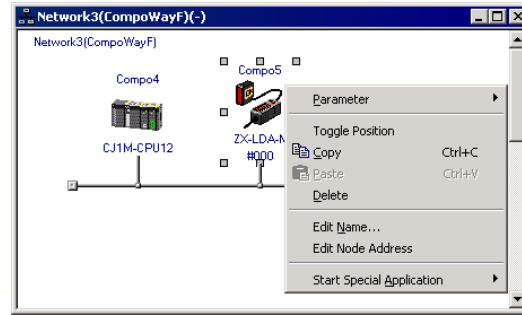 Network3(CompoWayF)(-)
Network3(CompoWayF)
Compo4
CJ1M-CPU12
Compo5
ZX-LDA-N
#000
Parameter
Toggle Position
Copy Ctrl+C
Paste Ctrl+V
Delete
Edit Name...
Edit Node Address
Start Special Application